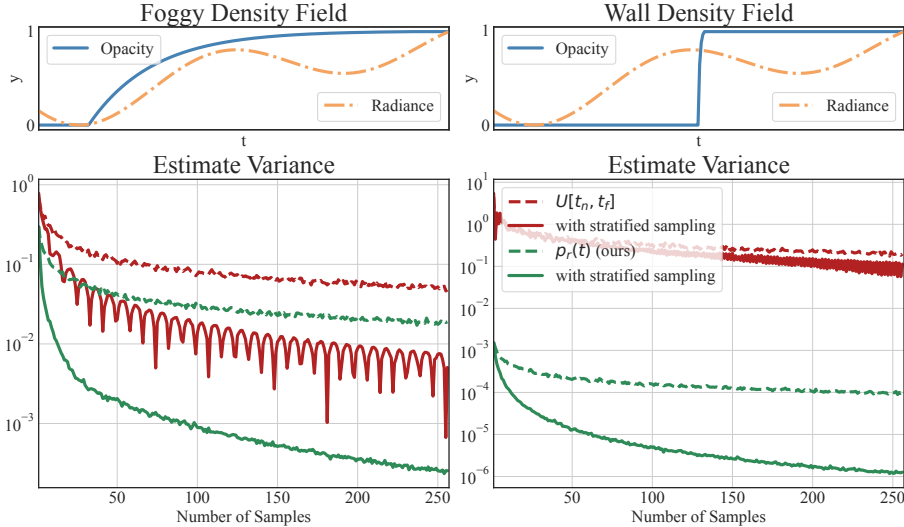 Foggy Density Field
1
y
0
Opacity
Radiance
t
Wall Density Field
1
y
0
Opacity
Radiance
t
Estimate Variance
10^0
10^-1
10^-2
10^-3
50
100
150
200
250
Number of Samples
Estimate Variance
10^1
10^0
10^-1
10^-2
10^-3
10^-4
10^-5
10^-6
U[t_n, t_f]
with stratified sampling
p_r(t) (ours)
with stratified sampling
50
100
150
200
250
Number of Samples